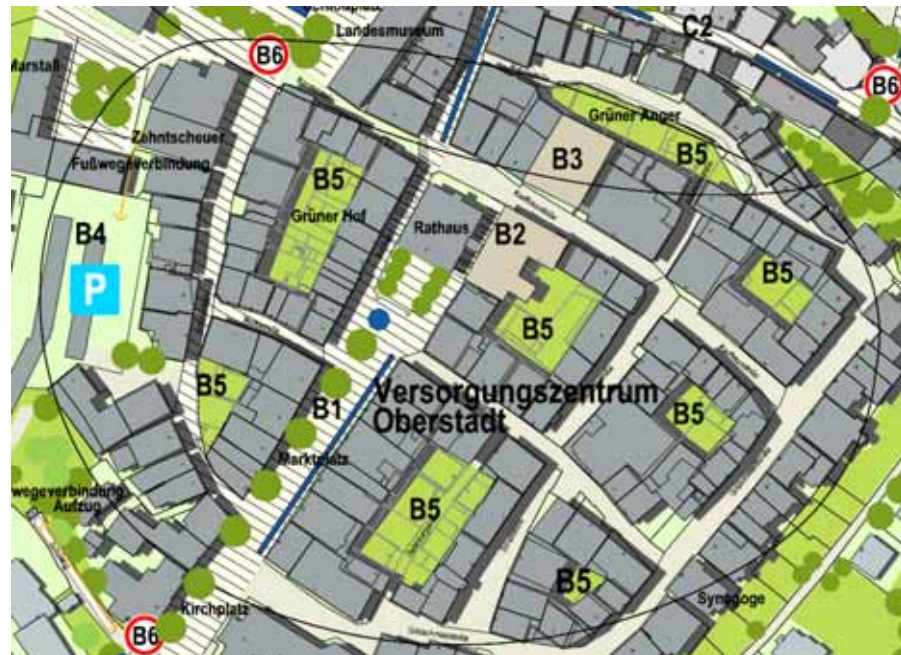 Landesmuseum
C2
B6
B6
Marstall
Zehntscheuer
Fußwegeverbindung
Grüner Anger
B5
B3
B5
Grüner Hof
B4
Rathaus
B2
P
B5
B5
B5
B1
Versorgungszentrum
Oberstadt
B5
Marktplatz
wegeverbindung
Aufzug
B5
B5
Synagoge
Kirchplatz
B6